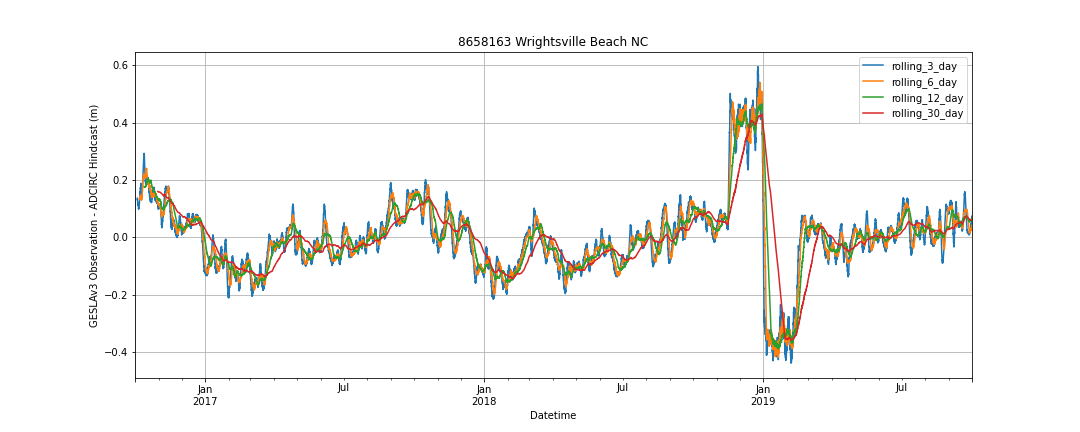 8658163 Wrightsville Beach NC
GESLAv3 Observation - ADCIRC Hindcast (m)
0.6
0.4
0.2
0.0
−0.2
−0.4
rolling_3_day
rolling_6_day
rolling_12_day
rolling_30_day
Jan
2017
Jul
Jan
2018
Jul
Jan
2019
Jul
Datetime